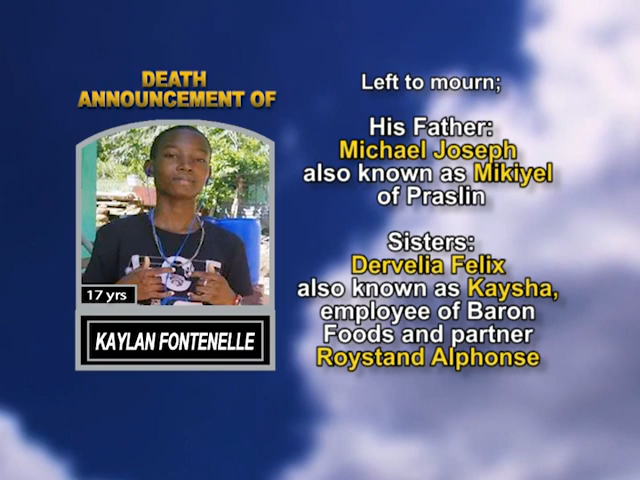 DEATH
ANNOUNCEMENT OF
17 yrs
KAYLAN FONTENELLE
Left to mourn;
His Father:
Michael Joseph
also known as Mikiyel
of Praslin
Sisters:
Dervelia Felix
also known as Kaysha,
employee of Baron
Foods and partner
Roystand Alphonse